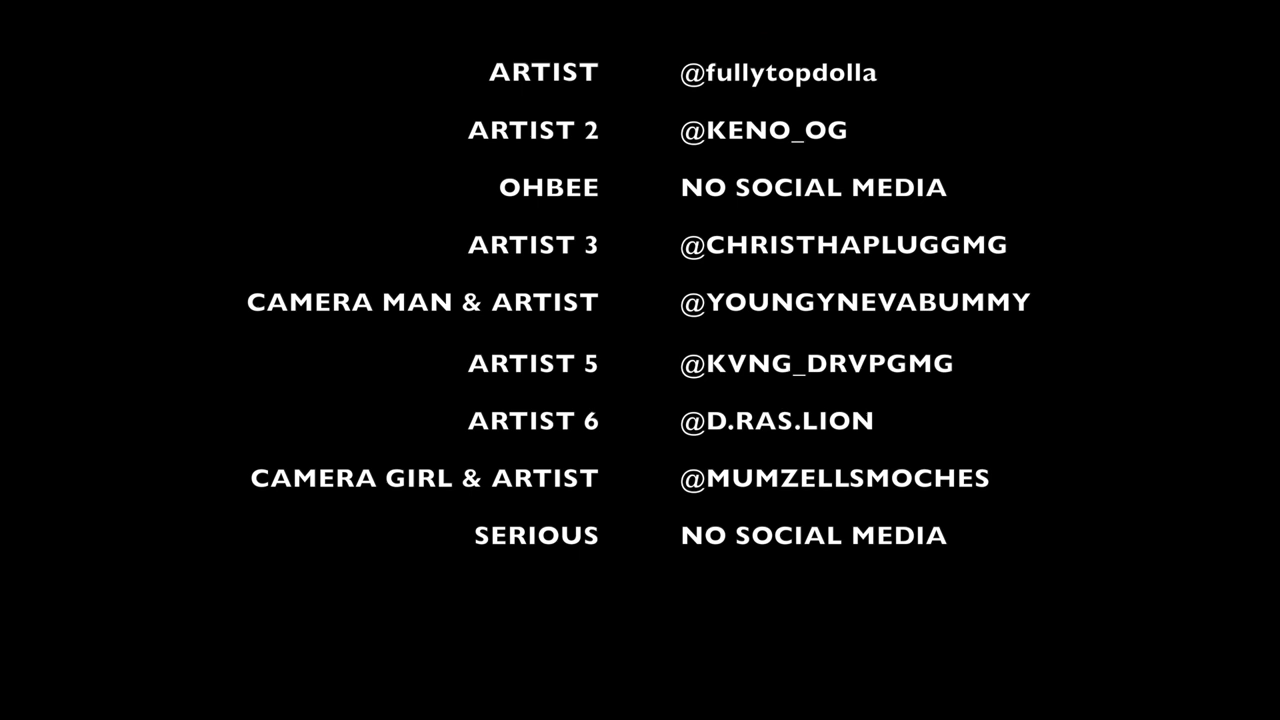 ARTIST @fullytopdolla
ARTIST 2 @KENO_OG
OHBEE NO SOCIAL MEDIA
ARTIST 3 @CHRISTHAPLUGGMG
CAMERA MAN & ARTIST @YOUNGYNEVABUMMY
ARTIST 5 @KVNG_DRVPGMG
ARTIST 6 @D.RAS.LION
CAMERA GIRL & ARTIST @MUMZELLSMOCHES
SERIOUS NO SOCIAL MEDIA